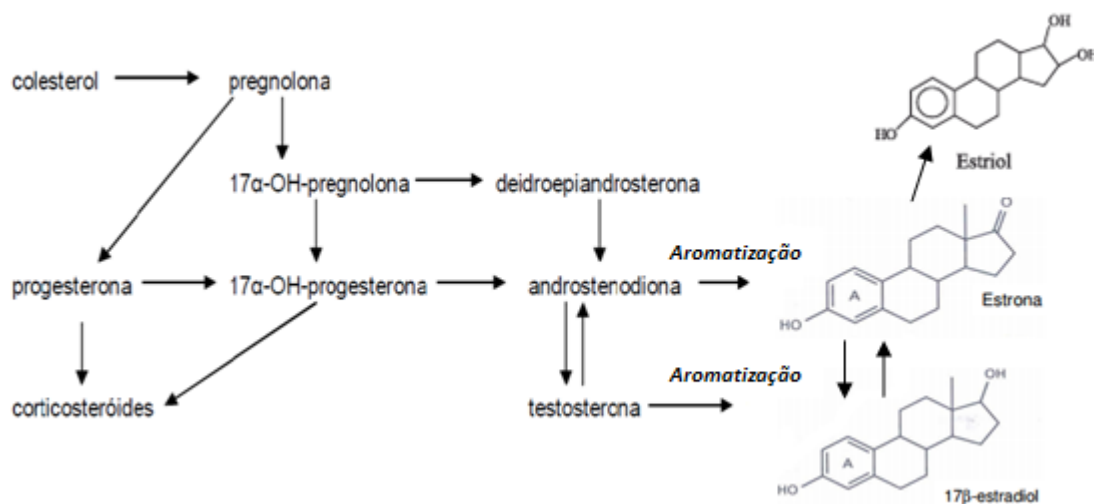 OH
OH
HO
Estriol
colesterol
pregnolona
17α-OH-pregnolona
deidroepiandrosterona
Aromatização
O
A
HO
Estrona
progesterona
17α-OH-progesterona
androstenodiona
Aromatização
corticosteróides
testosterona
OH
A
HO
17β-estradiol